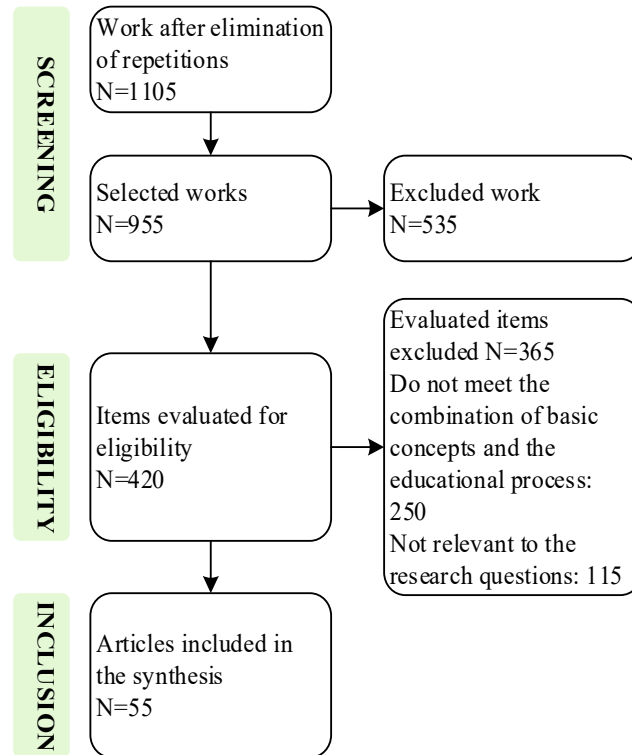 SCREENING
Work after elimination
of repetitions
N=1105
Selected works
N=955
Excluded work
N=535
ELIGIBILITY
Items evaluated for
eligibility
N=420
Evaluated items
excluded N=365
Do not meet the
combination of basic
concepts and the
educational process:
250
Not relevant to the
research questions: 115
INCLUSION
Articles included in
the synthesis
N=55